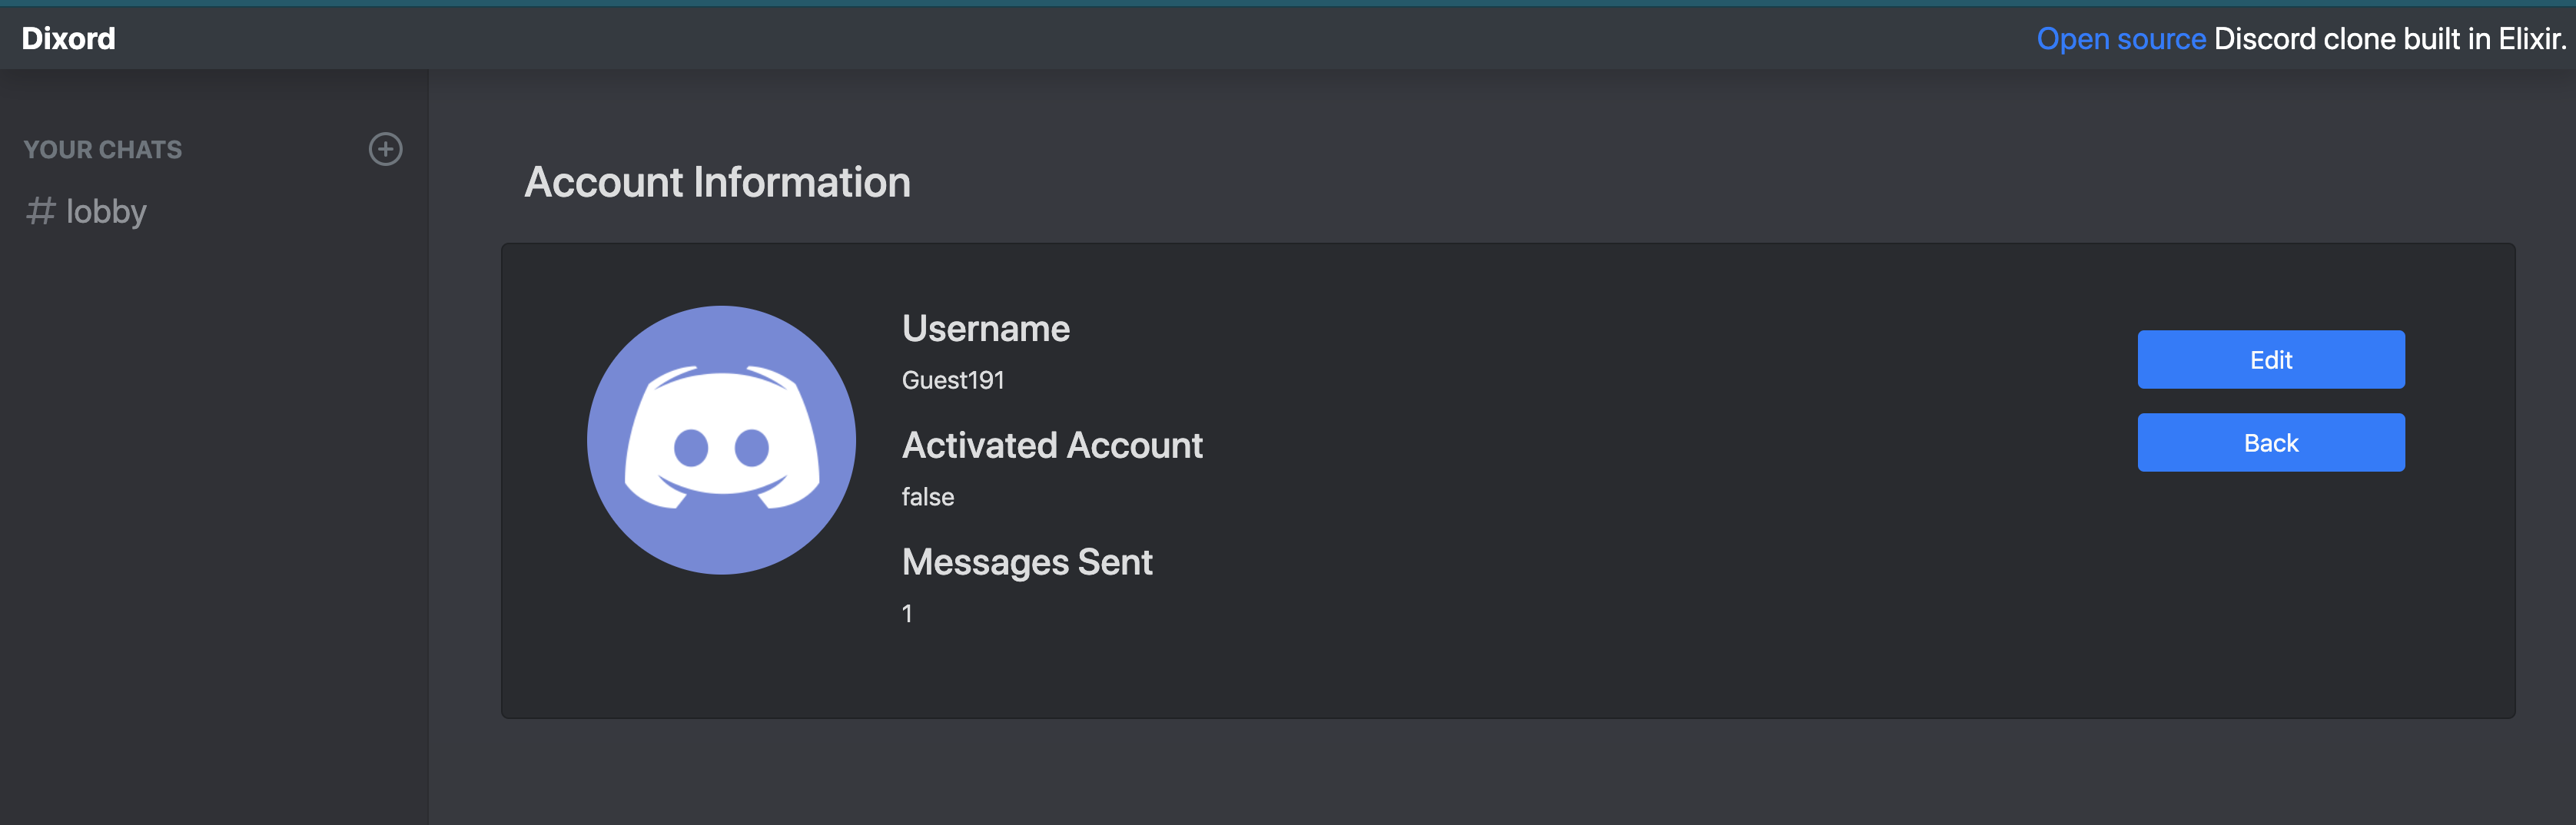 Dixord
Open source Discord clone built in Elixir.
YOUR CHATS
# lobby
Account Information
Username
Guest191
Activated Account
false
Messages Sent
1
Edit
Back